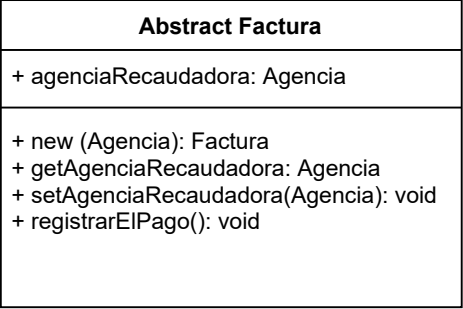 Abstract Factura
+ agenciaRecaudadora: Agencia
+ new (Agencia): Factura
+ getAgenciaRecaudadora: Agencia
+ setAgenciaRecaudadora(Agencia): void
+ registrarElPago(): void